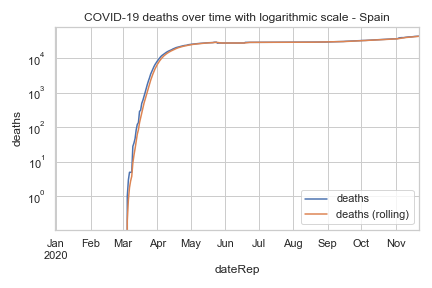 COVID-19 deaths over time with logarithmic scale - Spain
deaths
10^4
10^3
10^2
10^1
10^0
Jan Feb Mar Apr May Jun Jul Aug Sep Oct Nov
2020
dateRep
deaths
deaths (rolling)